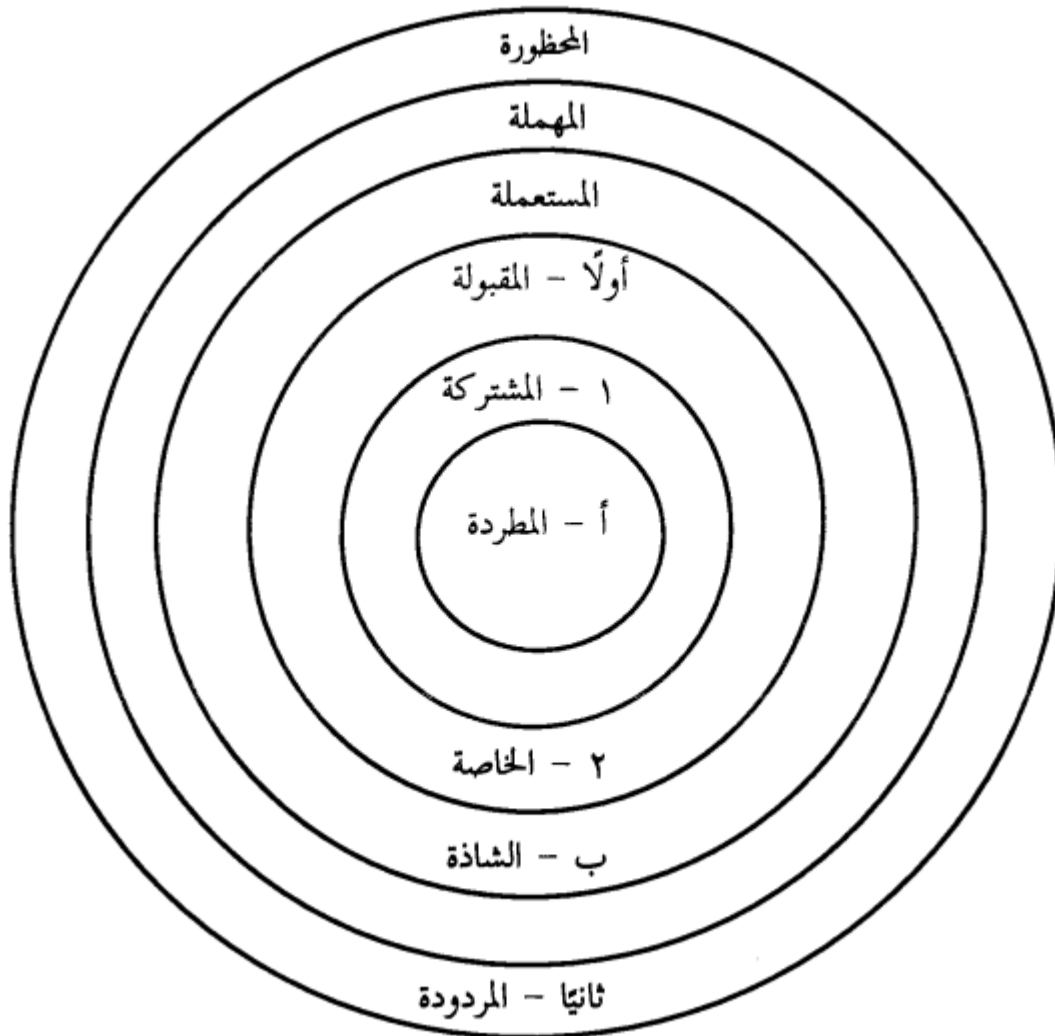 المحظورة
المهملة
المستعملة
أولًا – المقبولة
١ – المشتركة
أ – المطردة
٢ – الخاصة
ب – الشاذة
ثانيًا – المردودة